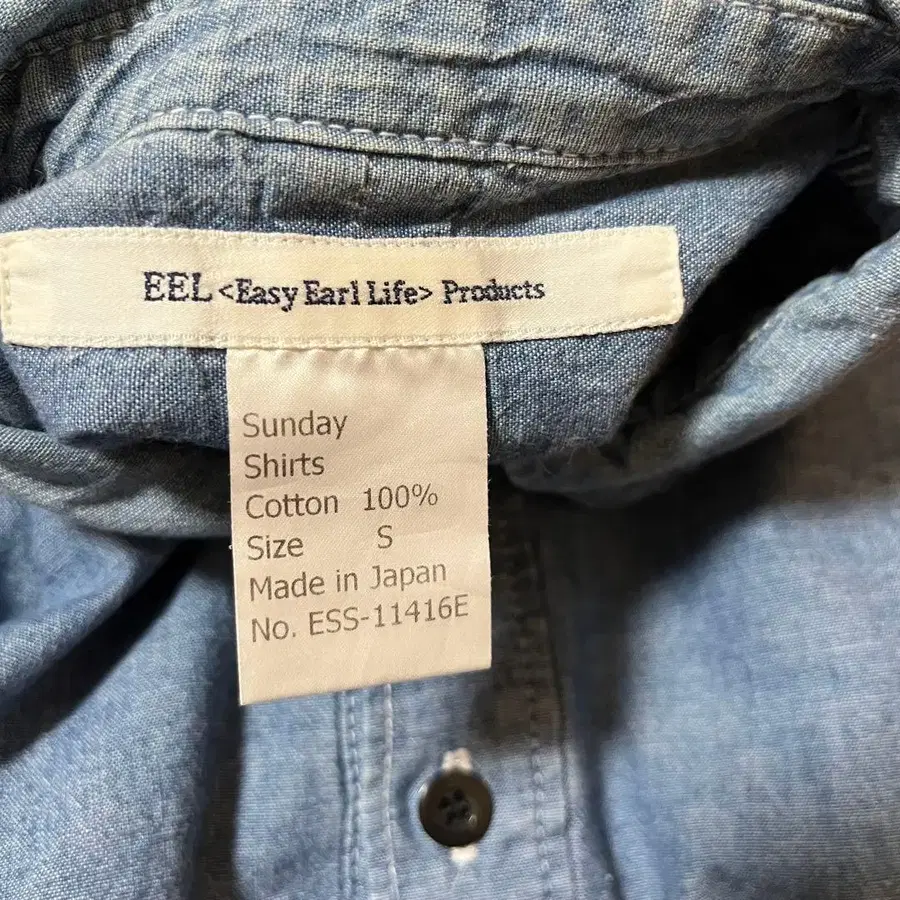 EEL <Easy Earl Life> Products
Sunday
Shirts
Cotton 100%
Size S
Made in Japan
No. ESS-11416E